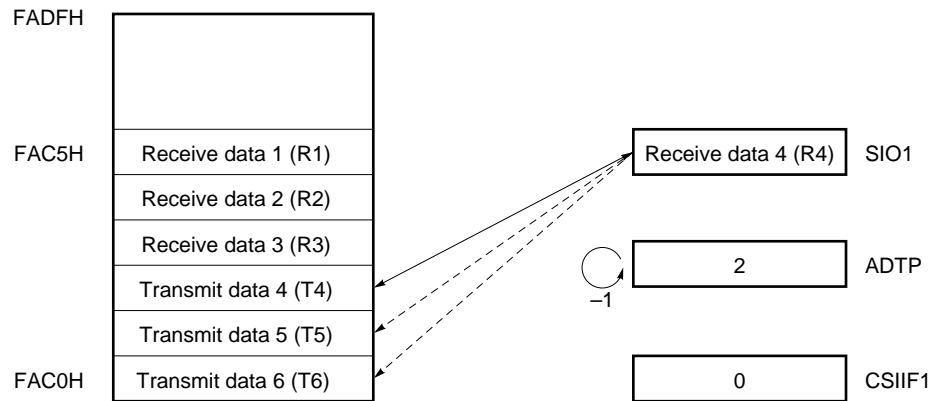 FADFH
FAC5H
Receive data 1 (R1)
Receive data 4 (R4)
SIO1
Receive data 2 (R2)
Receive data 3 (R3)
2
ADTP
Transmit data 4 (T4)
–1
Transmit data 5 (T5)
FAC0H
Transmit data 6 (T6)
0
CSIIF1